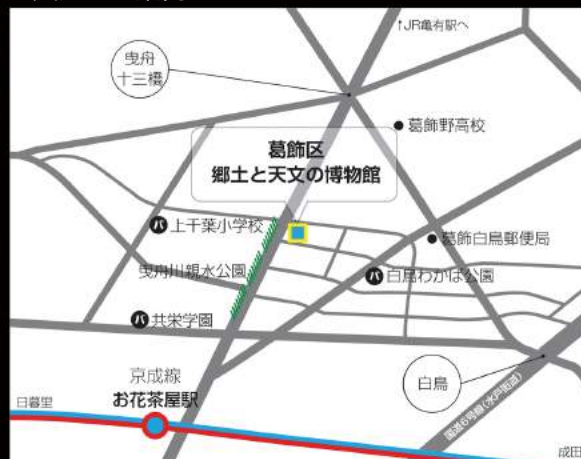 ↑JR亀有駅へ
曳舟
十三橋
葛飾野高校
葛飾区
郷土と天文の博物館
バ 上千葉小学校
葛飾白鳥郵便局
曳舟川親水公園
バ 白鳥わかば公園
バ 共栄学園
京成線
お花茶屋駅
白鳥
国道6号線(水戸街道)
日暮里
成田